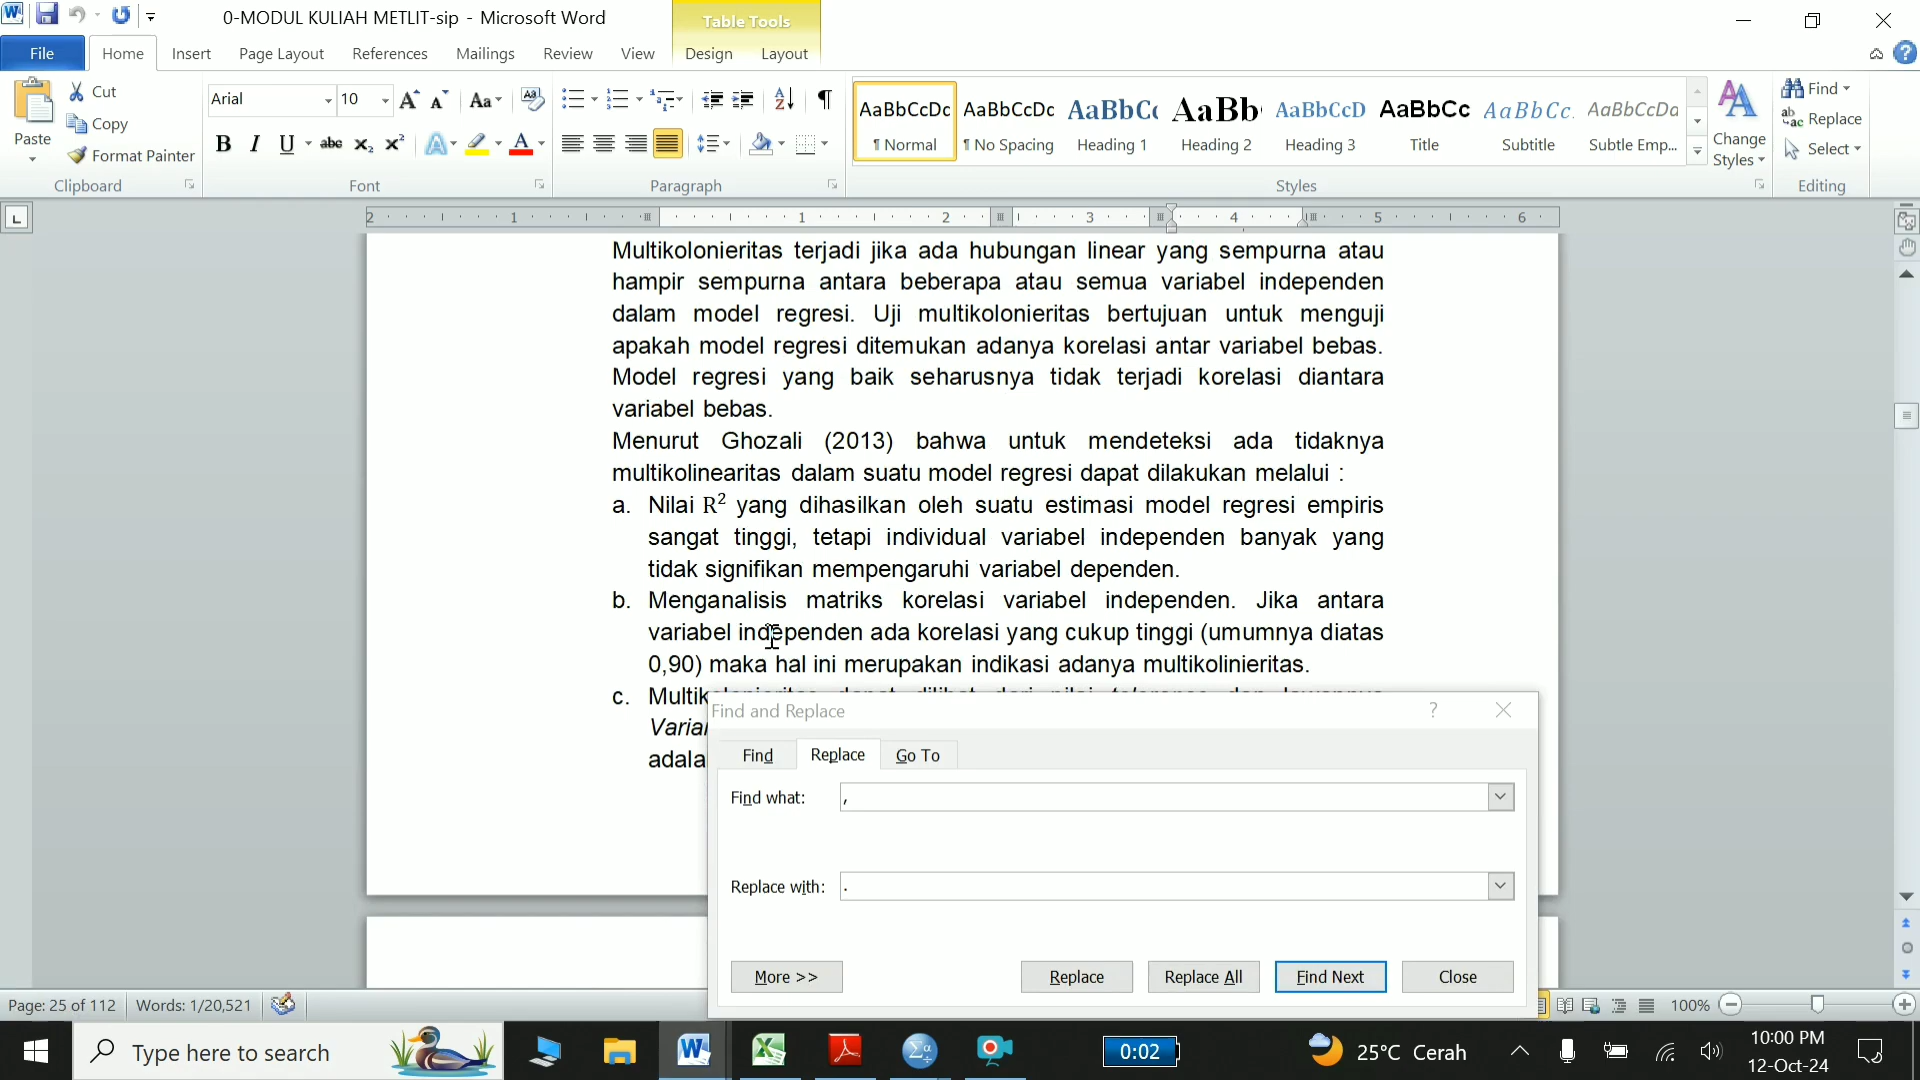 0-MODUL KULIAH METLIT-sip - Microsoft Word
Table Tools
File Home Insert Page Layout References Mailings Review View Design Layout
Paste
Cut
Copy
Format Painter
Clipboard
Arial 10
Font
Paragraph
AaBbCcDc AaBbCcDc AaBbC AaBb AaBbCcD AaBbCc AaBbCc. AaBbCcDa
¶ Normal ¶ No Spacing Heading 1 Heading 2 Heading 3 Title Subtitle Subtle Emp...
Styles
Change Styles
Find
Replace
Select
Editing
2 1 1 2 3 4 5 6
Multikolonieritas terjadi jika ada hubungan linear yang sempurna atau
hampir sempurna antara beberapa atau semua variabel independen
dalam model regresi. Uji multikolonieritas bertujuan untuk menguji
apakah model regresi ditemukan adanya korelasi antar variabel bebas.
Model regresi yang baik seharusnya tidak terjadi korelasi diantara
variabel bebas.
Menurut Ghozali (2013) bahwa untuk mendeteksi ada tidaknya
multikolinearitas dalam suatu model regresi dapat dilakukan melalui :
a. Nilai R² yang dihasilkan oleh suatu estimasi model regresi empiris
sangat tinggi, tetapi individual variabel independen banyak yang
tidak signifikan mempengaruhi variabel dependen.
b. Menganalisis matriks korelasi variabel independen. Jika antara
variabel independen ada korelasi yang cukup tinggi (umumnya diatas
0,90) maka hal ini merupakan indikasi adanya multikolinieritas.
c.
Find and Replace
Find Replace Go To
Find what: ,
Replace with: .
More >> Replace Replace All Find Next Close
Page: 25 of 112 Words: 1/20,521 100%
Type here to search
0:02
25°C Cerah
10:00 PM
12-Oct-24